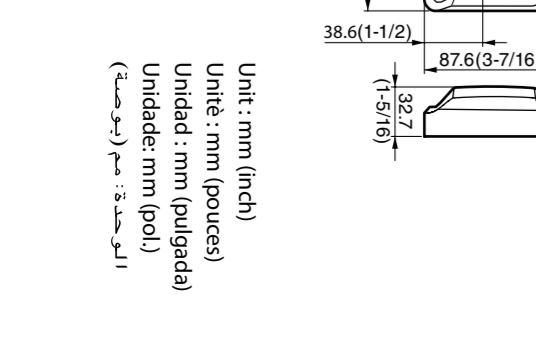 38.6(1-1/2)
87.6(3-7/16
32.7
(1-5/16)
Unit : mm (inch)
Unitè : mm (pouces)
Unidad : mm (pulgada)
Unidade: mm (pol.)
الوحدة: مم (بوصة)